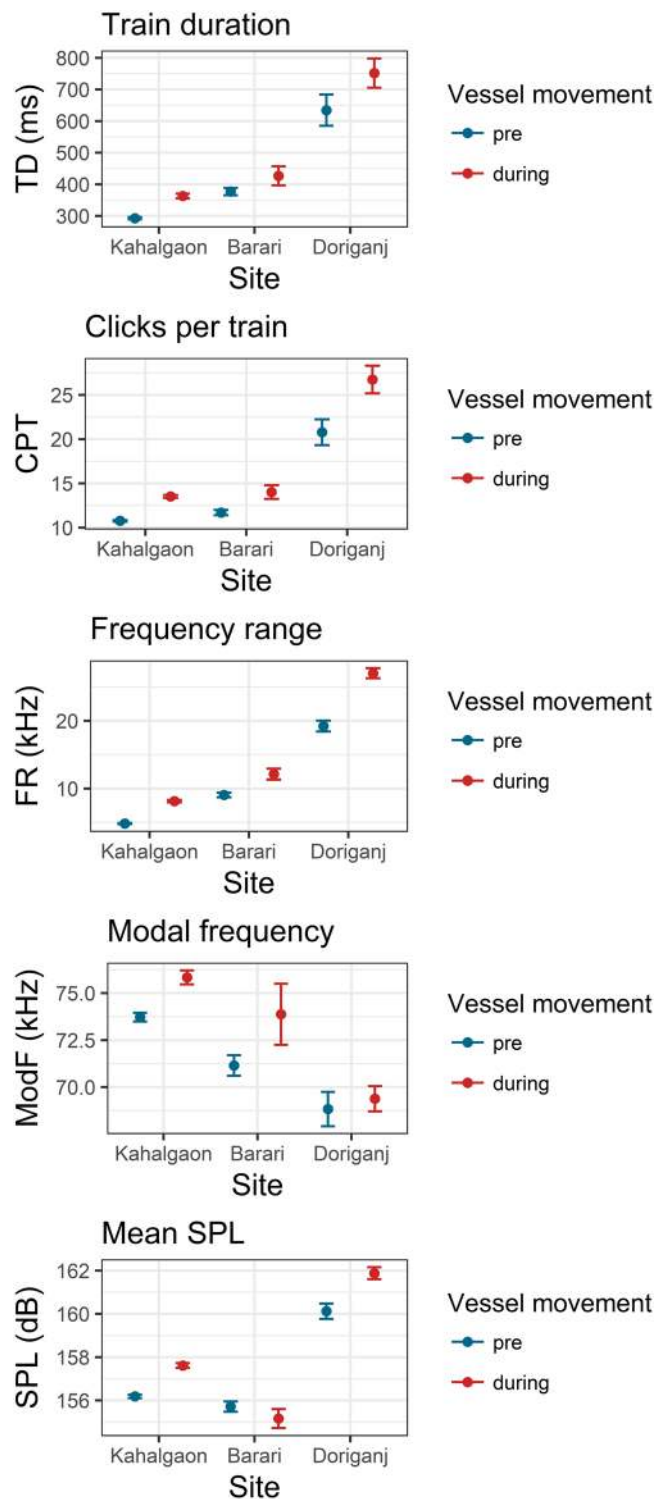 Train duration
800
700
600
500
400
300
TD (ms)
Kahalgaon Barari Doriganj
Site
Vessel movement
pre
during
Clicks per train
25
20
15
10
CPT
Kahalgaon Barari Doriganj
Site
Vessel movement
pre
during
Frequency range
20
10
FR (kHz)
Kahalgaon Barari Doriganj
Site
Vessel movement
pre
during
Modal frequency
75.0
72.5
70.0
ModF (kHz)
Kahalgaon Barari Doriganj
Site
Vessel movement
pre
during
Mean SPL
162
160
158
156
SPL (dB)
Kahalgaon Barari Doriganj
Site
Vessel movement
pre
during